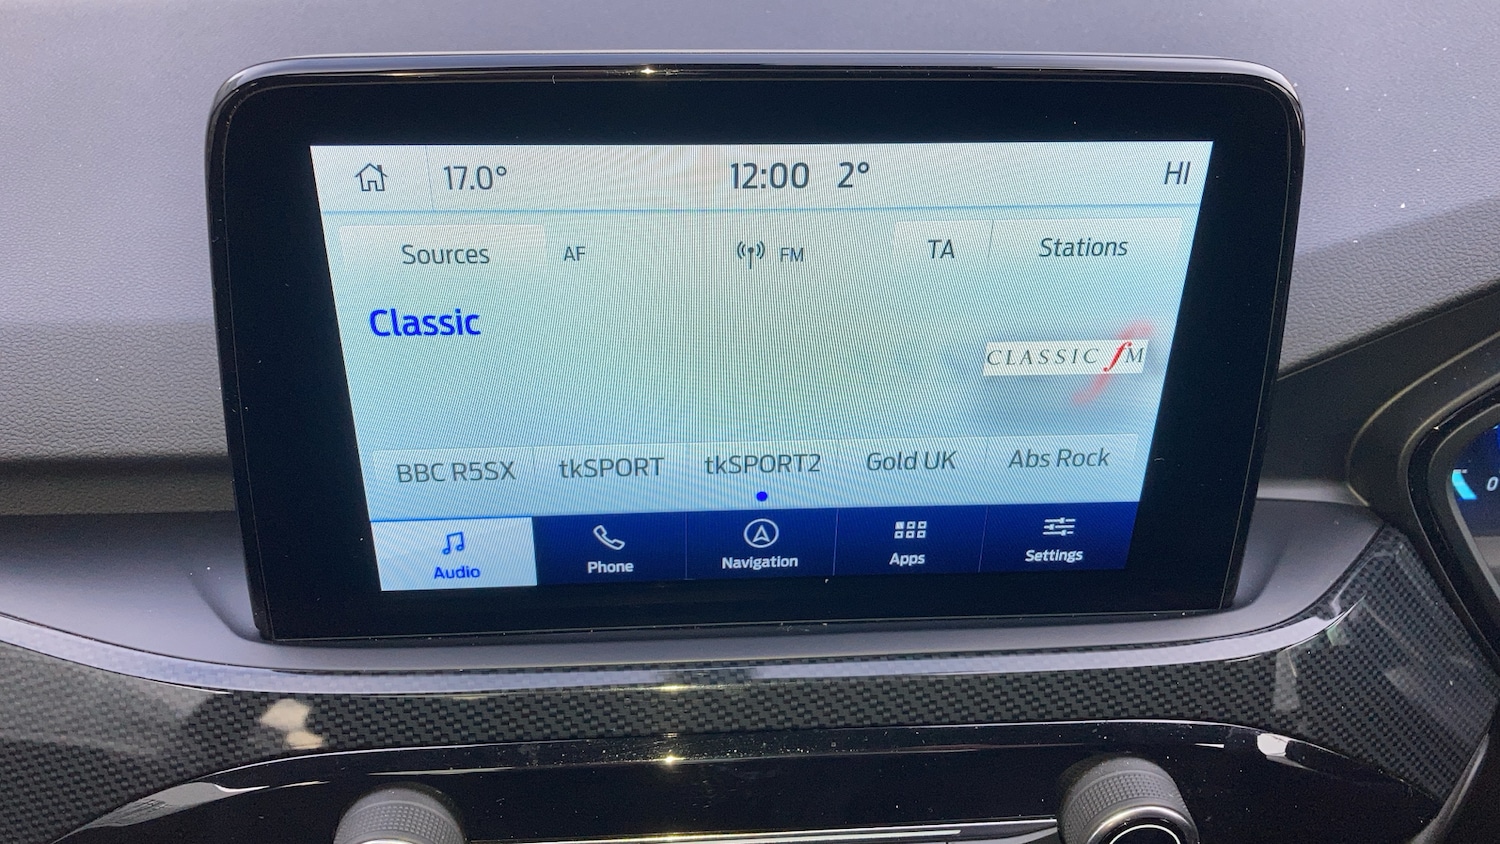 17.0° 12:00 2° HI
Sources AF FM TA Stations
Classic
CLASSIC fM
BBC R5SX tkSPORT tkSPORT2 Gold UK Abs Rock
Audio Phone Navigation Apps Settings
0